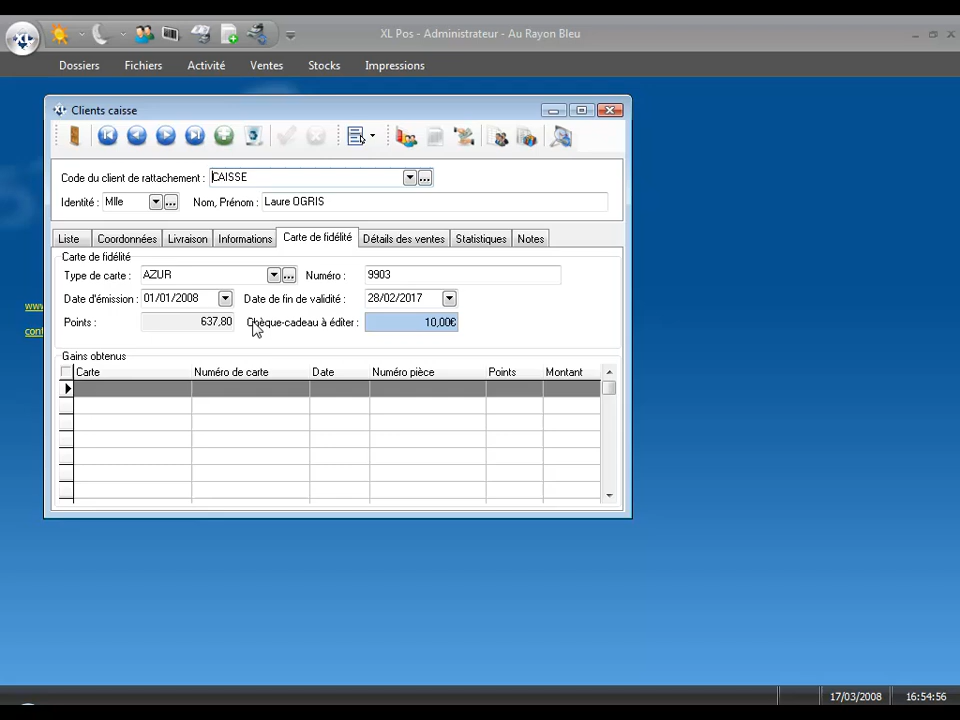 XL Pos - Administrateur - Au Rayon Bleu
Dossiers Fichiers Activité Ventes Stocks Impressions
Clients caisse
Code du client de rattachement : CAISSE
Identité : Mlle Nom, Prénom : Laure OGRIS
Liste Coordonnées Livraison Informations Carte de fidélité Détails des ventes Statistiques Notes
Carte de fidélité
Type de carte : AZUR Numéro : 9903
Date d'émission : 01/01/2008 Date de fin de validité : 28/02/2017
www
Points : 637,80 Chèque-cadeau à éditer : 10,00€
Gains obtenus
Carte Numéro de carte Date Numéro pièce Points Montant
17/03/2008 16:54:56